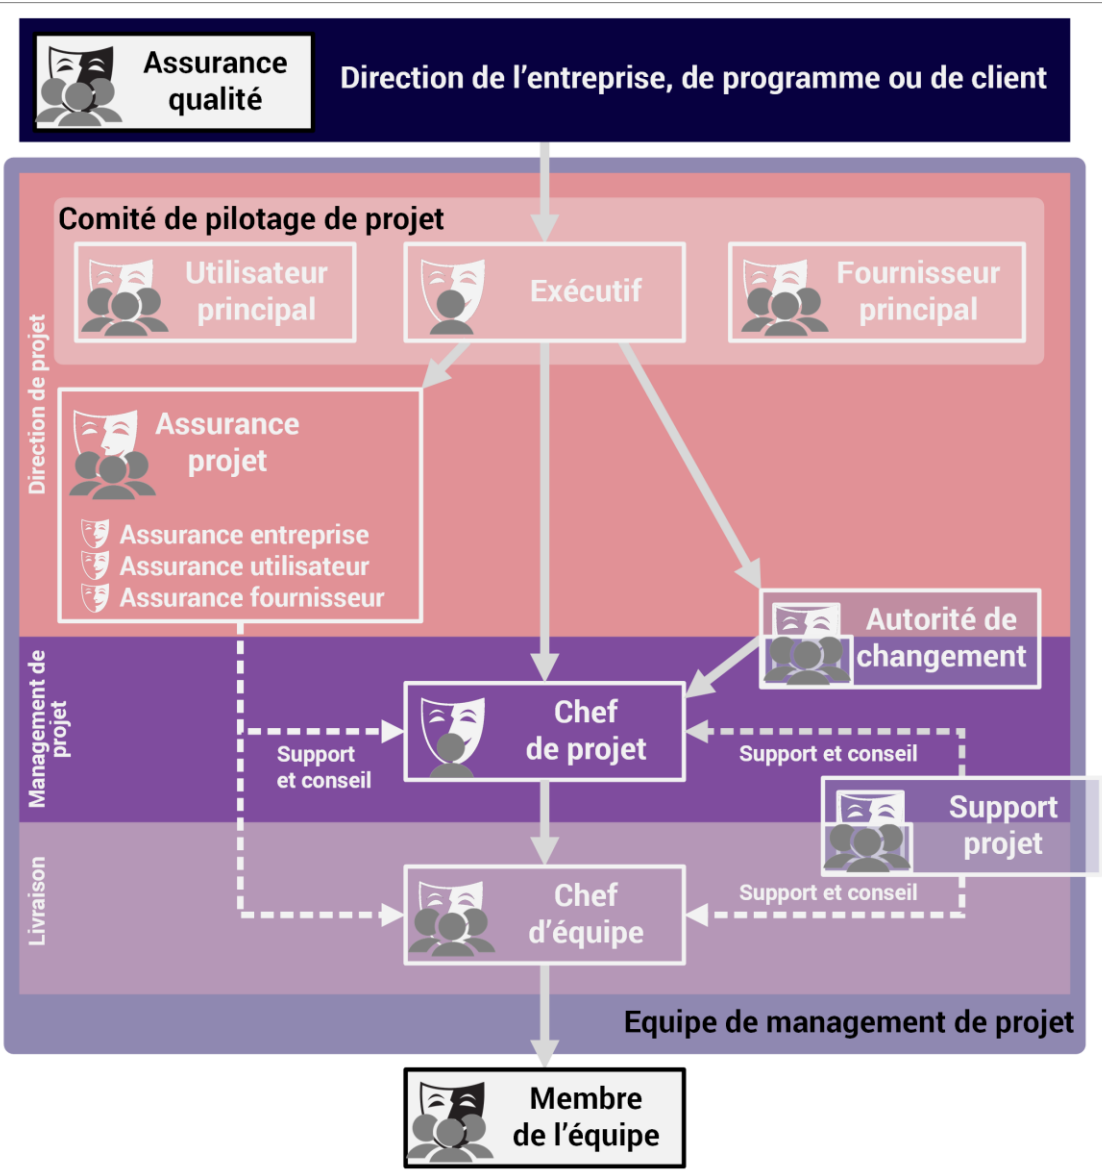 Assurance
qualité
Direction de l'entreprise, de programme ou de client
Comité de pilotage de projet
Utilisateur
principal
Exécutif
Fournisseur
principal
Direction de projet
Assurance
projet
Assurance entreprise
Assurance utilisateur
Assurance fournisseur
Autorité de
changement
Management de
projet
Chef
de projet
Support
et conseil
Support et conseil
Support
projet
Livraison
Chef
d'équipe
Support et conseil
Equipe de management de projet
Membre
de l'équipe